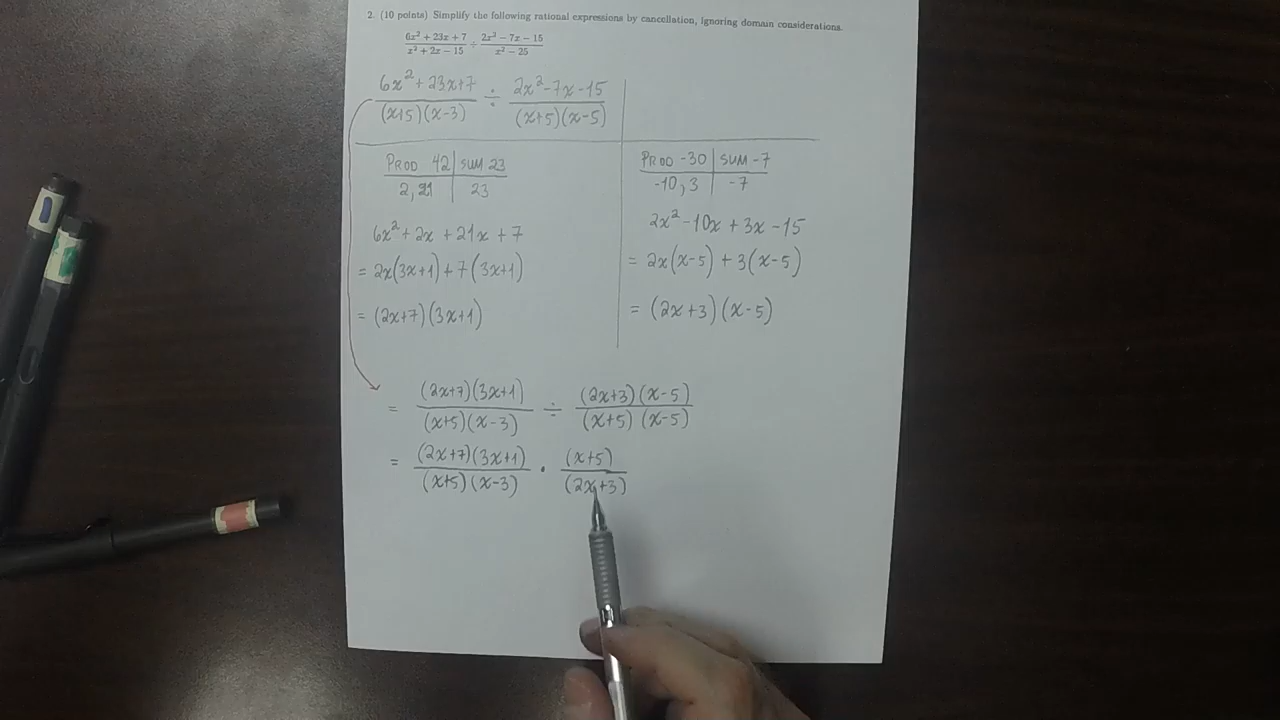 2. (10 points) Simplify the following rational expressions by cancellation, ignoring domain considerations.
6x² + 23x + 7 / x² + 2x − 15 ÷ 2x² − 7x − 15 / x² − 25
6x² + 23x + 7 / (x+5)(x-3) ÷ 2x² - 7x - 15 / (x+5)(x-5)
PROD 42 | SUM 23
2, 21 | 23
6x² + 2x + 21x + 7
= 2x(3x+1) + 7(3x+1)
= (2x+7)(3x+1)
PROD -30 | SUM -7
-10, 3 | -7
2x² - 10x + 3x - 15
= 2x(x-5) + 3(x-5)
= (2x+3)(x-5)
= (2x+7)(3x+1) / (x+5)(x-3) ÷ (2x+3)(x-5) / (x+5)(x-5)
= (2x+7)(3x+1) / (x+5)(x-3) · (x+5) / (2x+3)